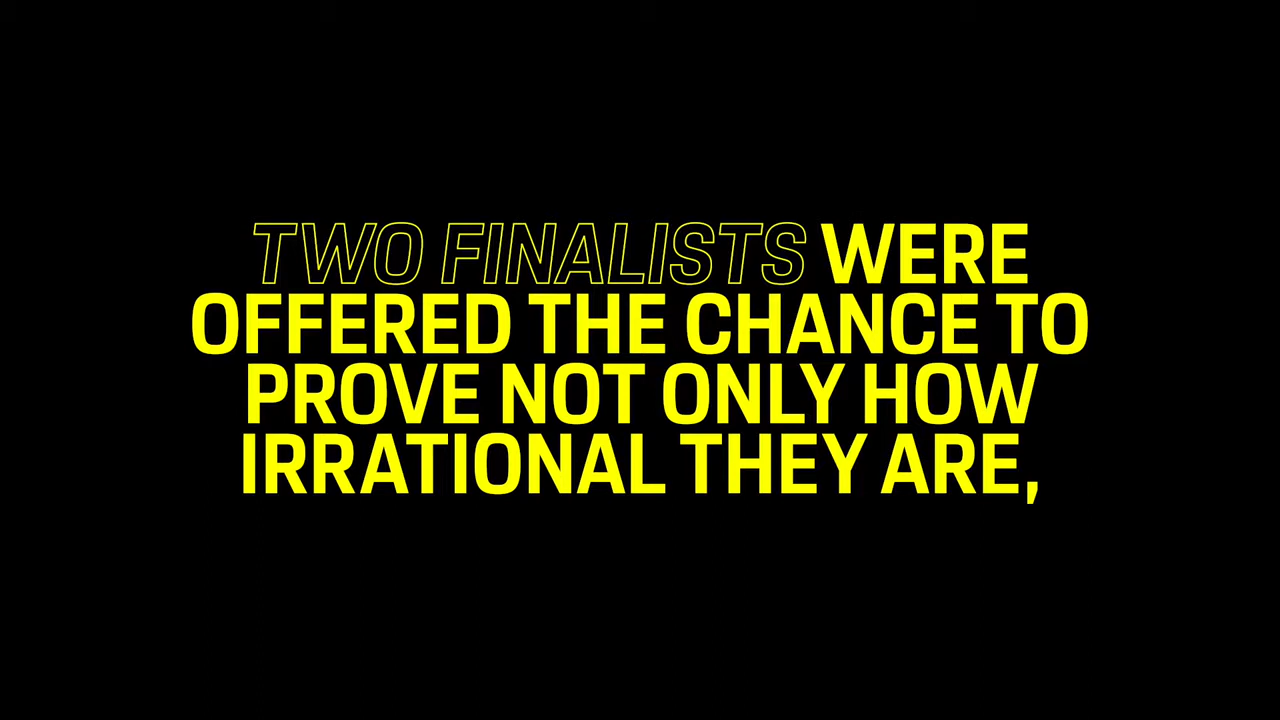 TWO FINALISTS WERE
OFFERED THE CHANCE TO
PROVE NOT ONLY HOW
IRRATIONAL THEY ARE,